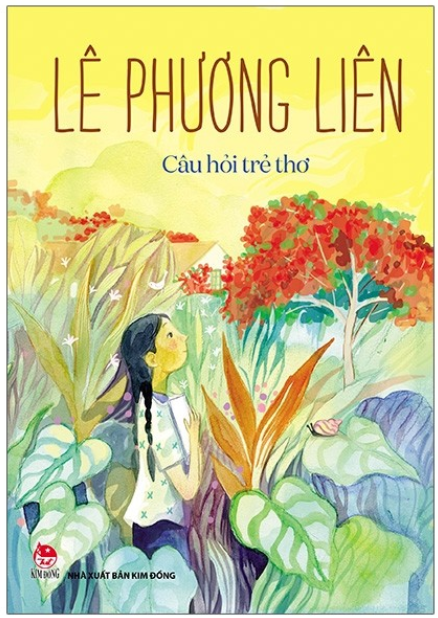 LÊ PHƯƠNG LIÊN
Câu hỏi trẻ thơ
KIM ĐỒNG
NHÀ XUẤT BẢN KIM ĐỒNG